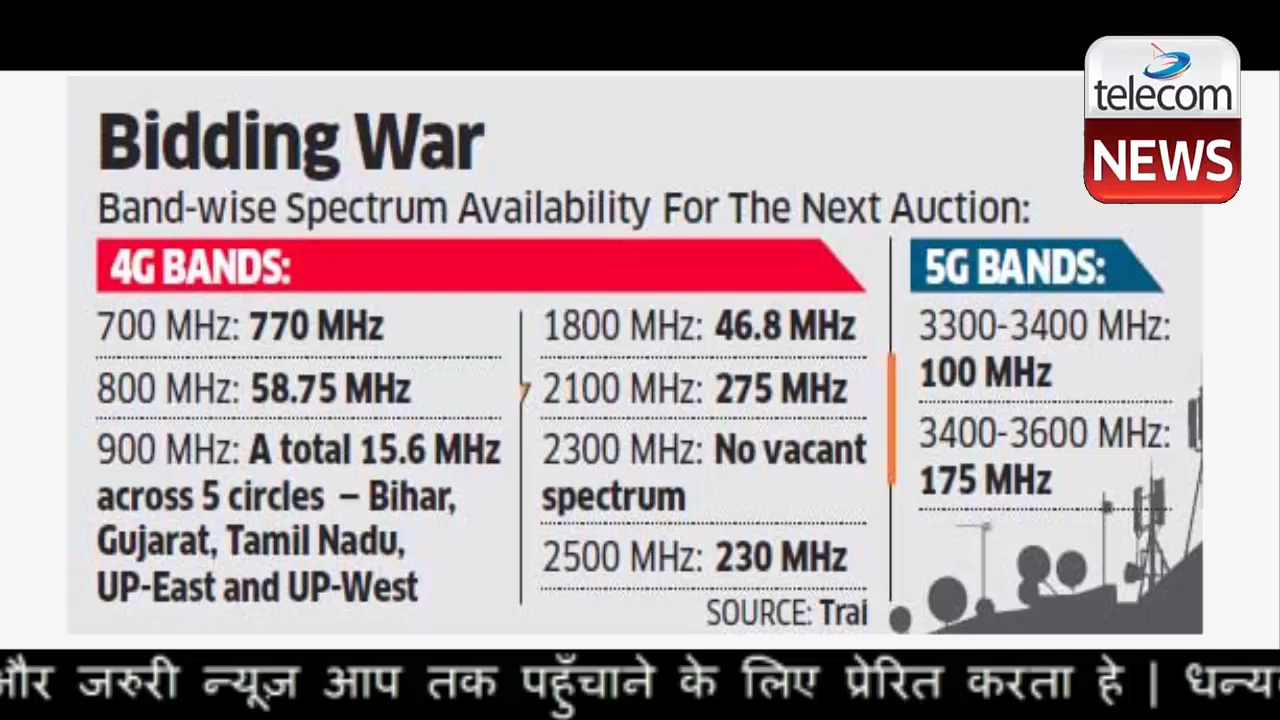 telecom
NEWS
Bidding War
Band-wise Spectrum Availability For The Next Auction:
4G BANDS:
700 MHz: 770 MHz
800 MHz: 58.75 MHz
900 MHz: A total 15.6 MHz
across 5 circles – Bihar,
Gujarat, Tamil Nadu,
UP-East and UP-West
1800 MHz: 46.8 MHz
2100 MHz: 275 MHz
2300 MHz: No vacant
spectrum
2500 MHz: 230 MHz
SOURCE: Trai
5G BANDS:
3300-3400 MHz:
100 MHz
3400-3600 MHz:
175 MHz
और जरुरी न्यूज़ आप तक पहुँचाने के लिए प्रेरित करता हे |